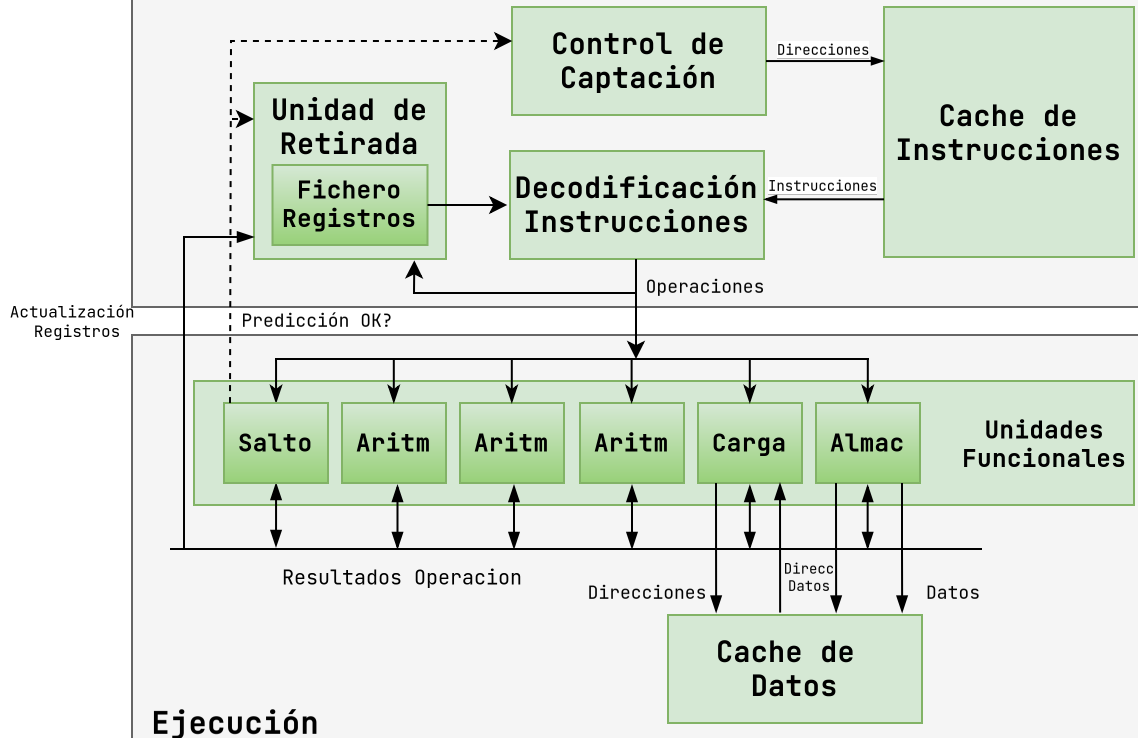 Control de
Captación
Direcciones
Cache de
Instrucciones
Unidad de
Retirada
Fichero
Registros
Decodificación
Instrucciones
Instrucciones
Operaciones
Actualización
Registros
Predicción OK?
Salto
Aritm
Aritm
Aritm
Carga
Almac
Unidades
Funcionales
Resultados Operacion
Direcciones
Direcc
Datos
Datos
Cache de
Datos
Ejecución